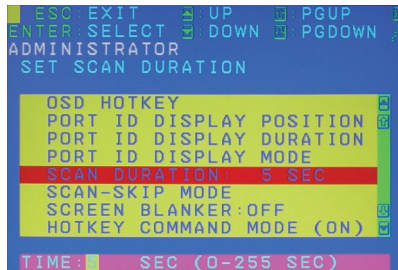 ESC:EXIT :UP :PGUP
ENTER:SELECT :DOWN :PGDOWN
ADMINISTRATOR
SET SCAN DURATION
OSD HOTKEY
PORT ID DISPLAY POSITION
PORT ID DISPLAY DURATION
PORT ID DISPLAY MODE
SCAN DURATION: 5 SEC
SCAN-SKIP MODE
SCREEN BLANKER:OFF
HOTKEY COMMAND MODE (ON)
TIME:5 SEC (0-255 SEC)